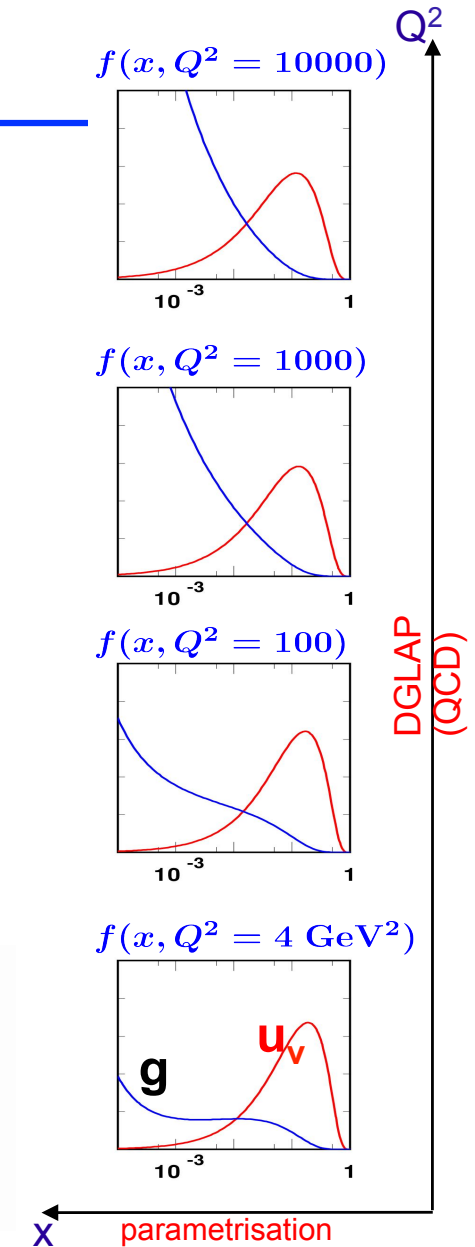 Q²
f(x, Q² = 10000)
10⁻³ 1
f(x, Q² = 1000)
10⁻³ 1
f(x, Q² = 100)
10⁻³ 1
DGLAP
(QCD)
f(x, Q² = 4 GeV²)
u_v
g
10⁻³ 1
x parametrisation